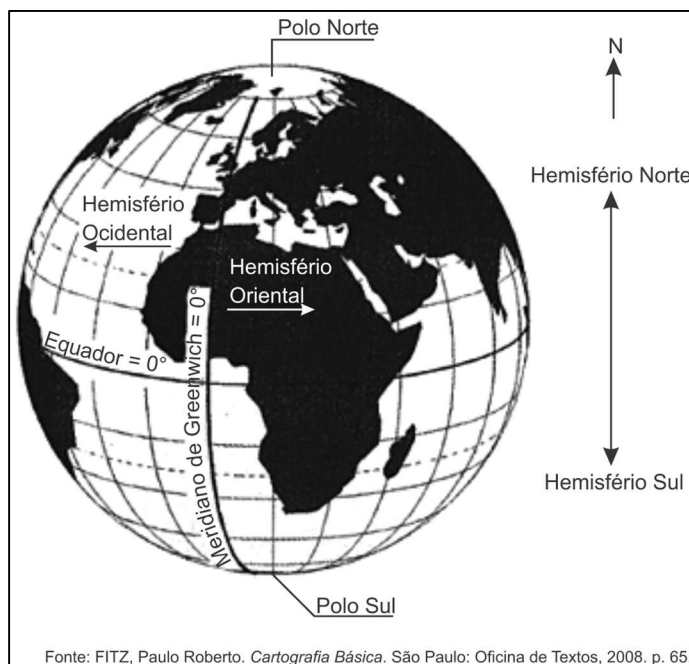 Polo Norte
N
Hemisfério Norte
Hemisfério
Ocidental
Hemisfério
Oriental
Equador = 0°
Meridiano de Greenwich = 0°
Hemisfério Sul
Polo Sul
Fonte: FITZ, Paulo Roberto. Cartografia Básica. São Paulo: Oficina de Textos, 2008. p. 65